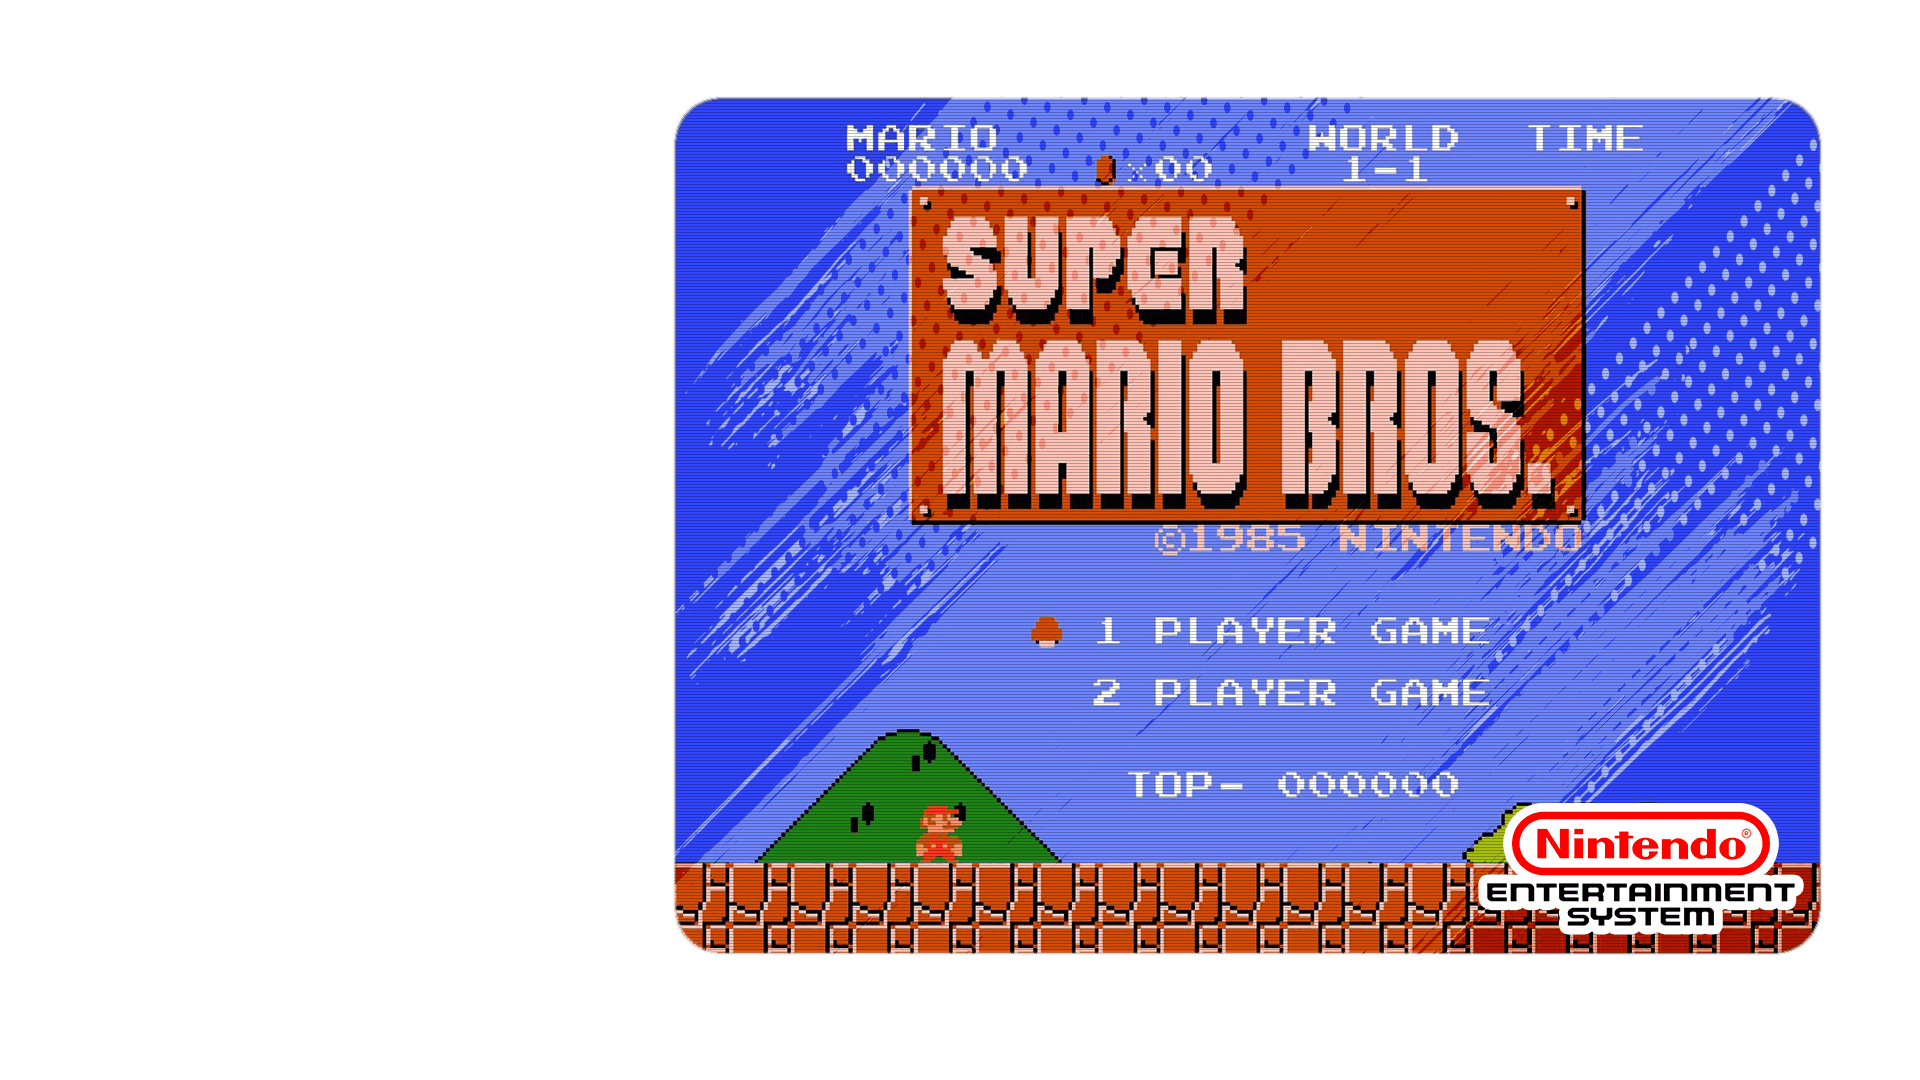 MARIO WORLD TIME
000000 ×00 1-1
SUPER
MARIO BROS.
©1985 NINTENDO
1 PLAYER GAME
2 PLAYER GAME
TOP- 000000
Nintendo®
ENTERTAINMENT
SYSTEM